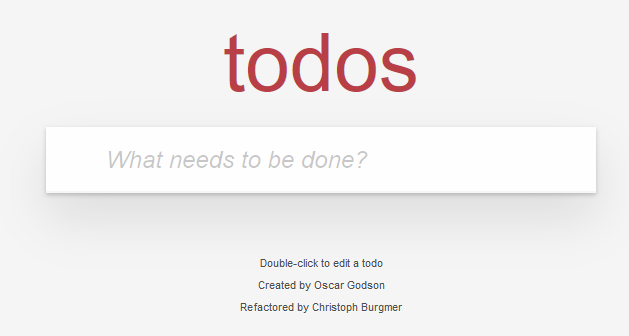 todos
What needs to be done?
Double-click to edit a todo
Created by Oscar Godson
Refactored by Christoph Burgmer